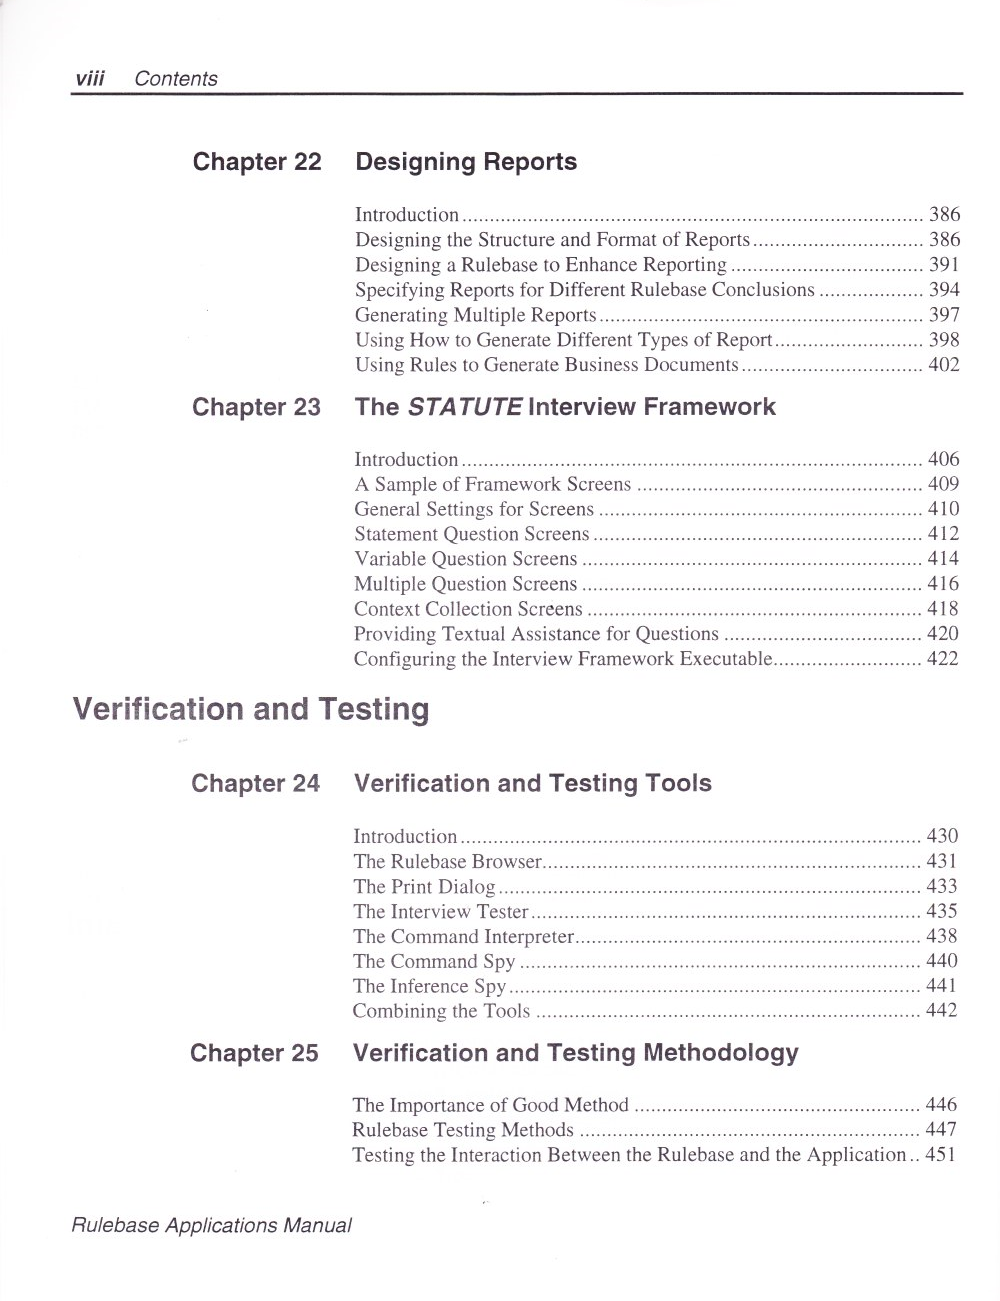 viii Contents
Chapter 22 Designing Reports
Introduction .......... 386
Designing the Structure and Format of Reports .......... 386
Designing a Rulebase to Enhance Reporting .......... 391
Specifying Reports for Different Rulebase Conclusions .......... 394
Generating Multiple Reports .......... 397
Using How to Generate Different Types of Report .......... 398
Using Rules to Generate Business Documents .......... 402
Chapter 23 The STATUTE Interview Framework
Introduction .......... 406
A Sample of Framework Screens .......... 409
General Settings for Screens .......... 410
Statement Question Screens .......... 412
Variable Question Screens .......... 414
Multiple Question Screens .......... 416
Context Collection Screens .......... 418
Providing Textual Assistance for Questions .......... 420
Configuring the Interview Framework Executable .......... 422
Verification and Testing
Chapter 24 Verification and Testing Tools
Introduction .......... 430
The Rulebase Browser .......... 431
The Print Dialog .......... 433
The Interview Tester .......... 435
The Command Interpreter .......... 438
The Command Spy .......... 440
The Inference Spy .......... 441
Combining the Tools .......... 442
Chapter 25 Verification and Testing Methodology
The Importance of Good Method .......... 446
Rulebase Testing Methods .......... 447
Testing the Interaction Between the Rulebase and the Application .. 451
Rulebase Applications Manual